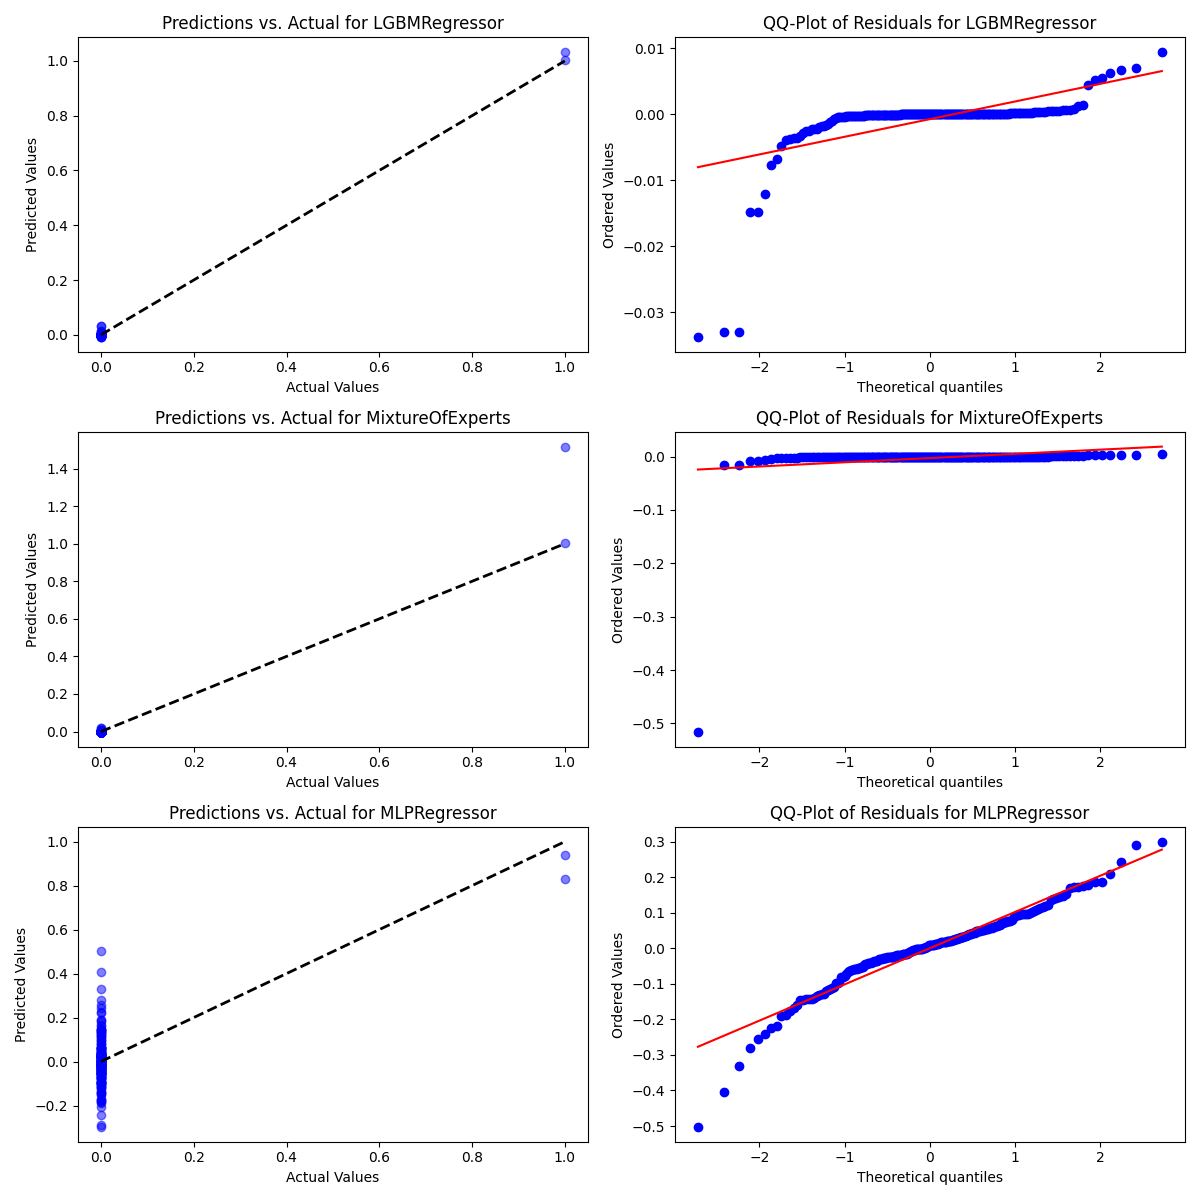 Predictions vs. Actual for LGBMRegressor
1.0
0.8
0.6
0.4
0.2
0.0
Predicted Values
0.0 0.2 0.4 0.6 0.8 1.0
Actual Values
QQ-Plot of Residuals for LGBMRegressor
0.01
0.00
−0.01
−0.02
−0.03
Ordered Values
−2 −1 0 1 2
Theoretical quantiles
Predictions vs. Actual for MixtureOfExperts
1.4
1.2
1.0
0.8
0.6
0.4
0.2
0.0
Predicted Values
0.0 0.2 0.4 0.6 0.8 1.0
Actual Values
QQ-Plot of Residuals for MixtureOfExperts
0.0
−0.1
−0.2
−0.3
−0.4
−0.5
Ordered Values
−2 −1 0 1 2
Theoretical quantiles
Predictions vs. Actual for MLPRegressor
1.0
0.8
0.6
0.4
0.2
0.0
−0.2
Predicted Values
0.0 0.2 0.4 0.6 0.8 1.0
Actual Values
QQ-Plot of Residuals for MLPRegressor
0.3
0.2
0.1
0.0
−0.1
−0.2
−0.3
−0.4
−0.5
Ordered Values
−2 −1 0 1 2
Theoretical quantiles